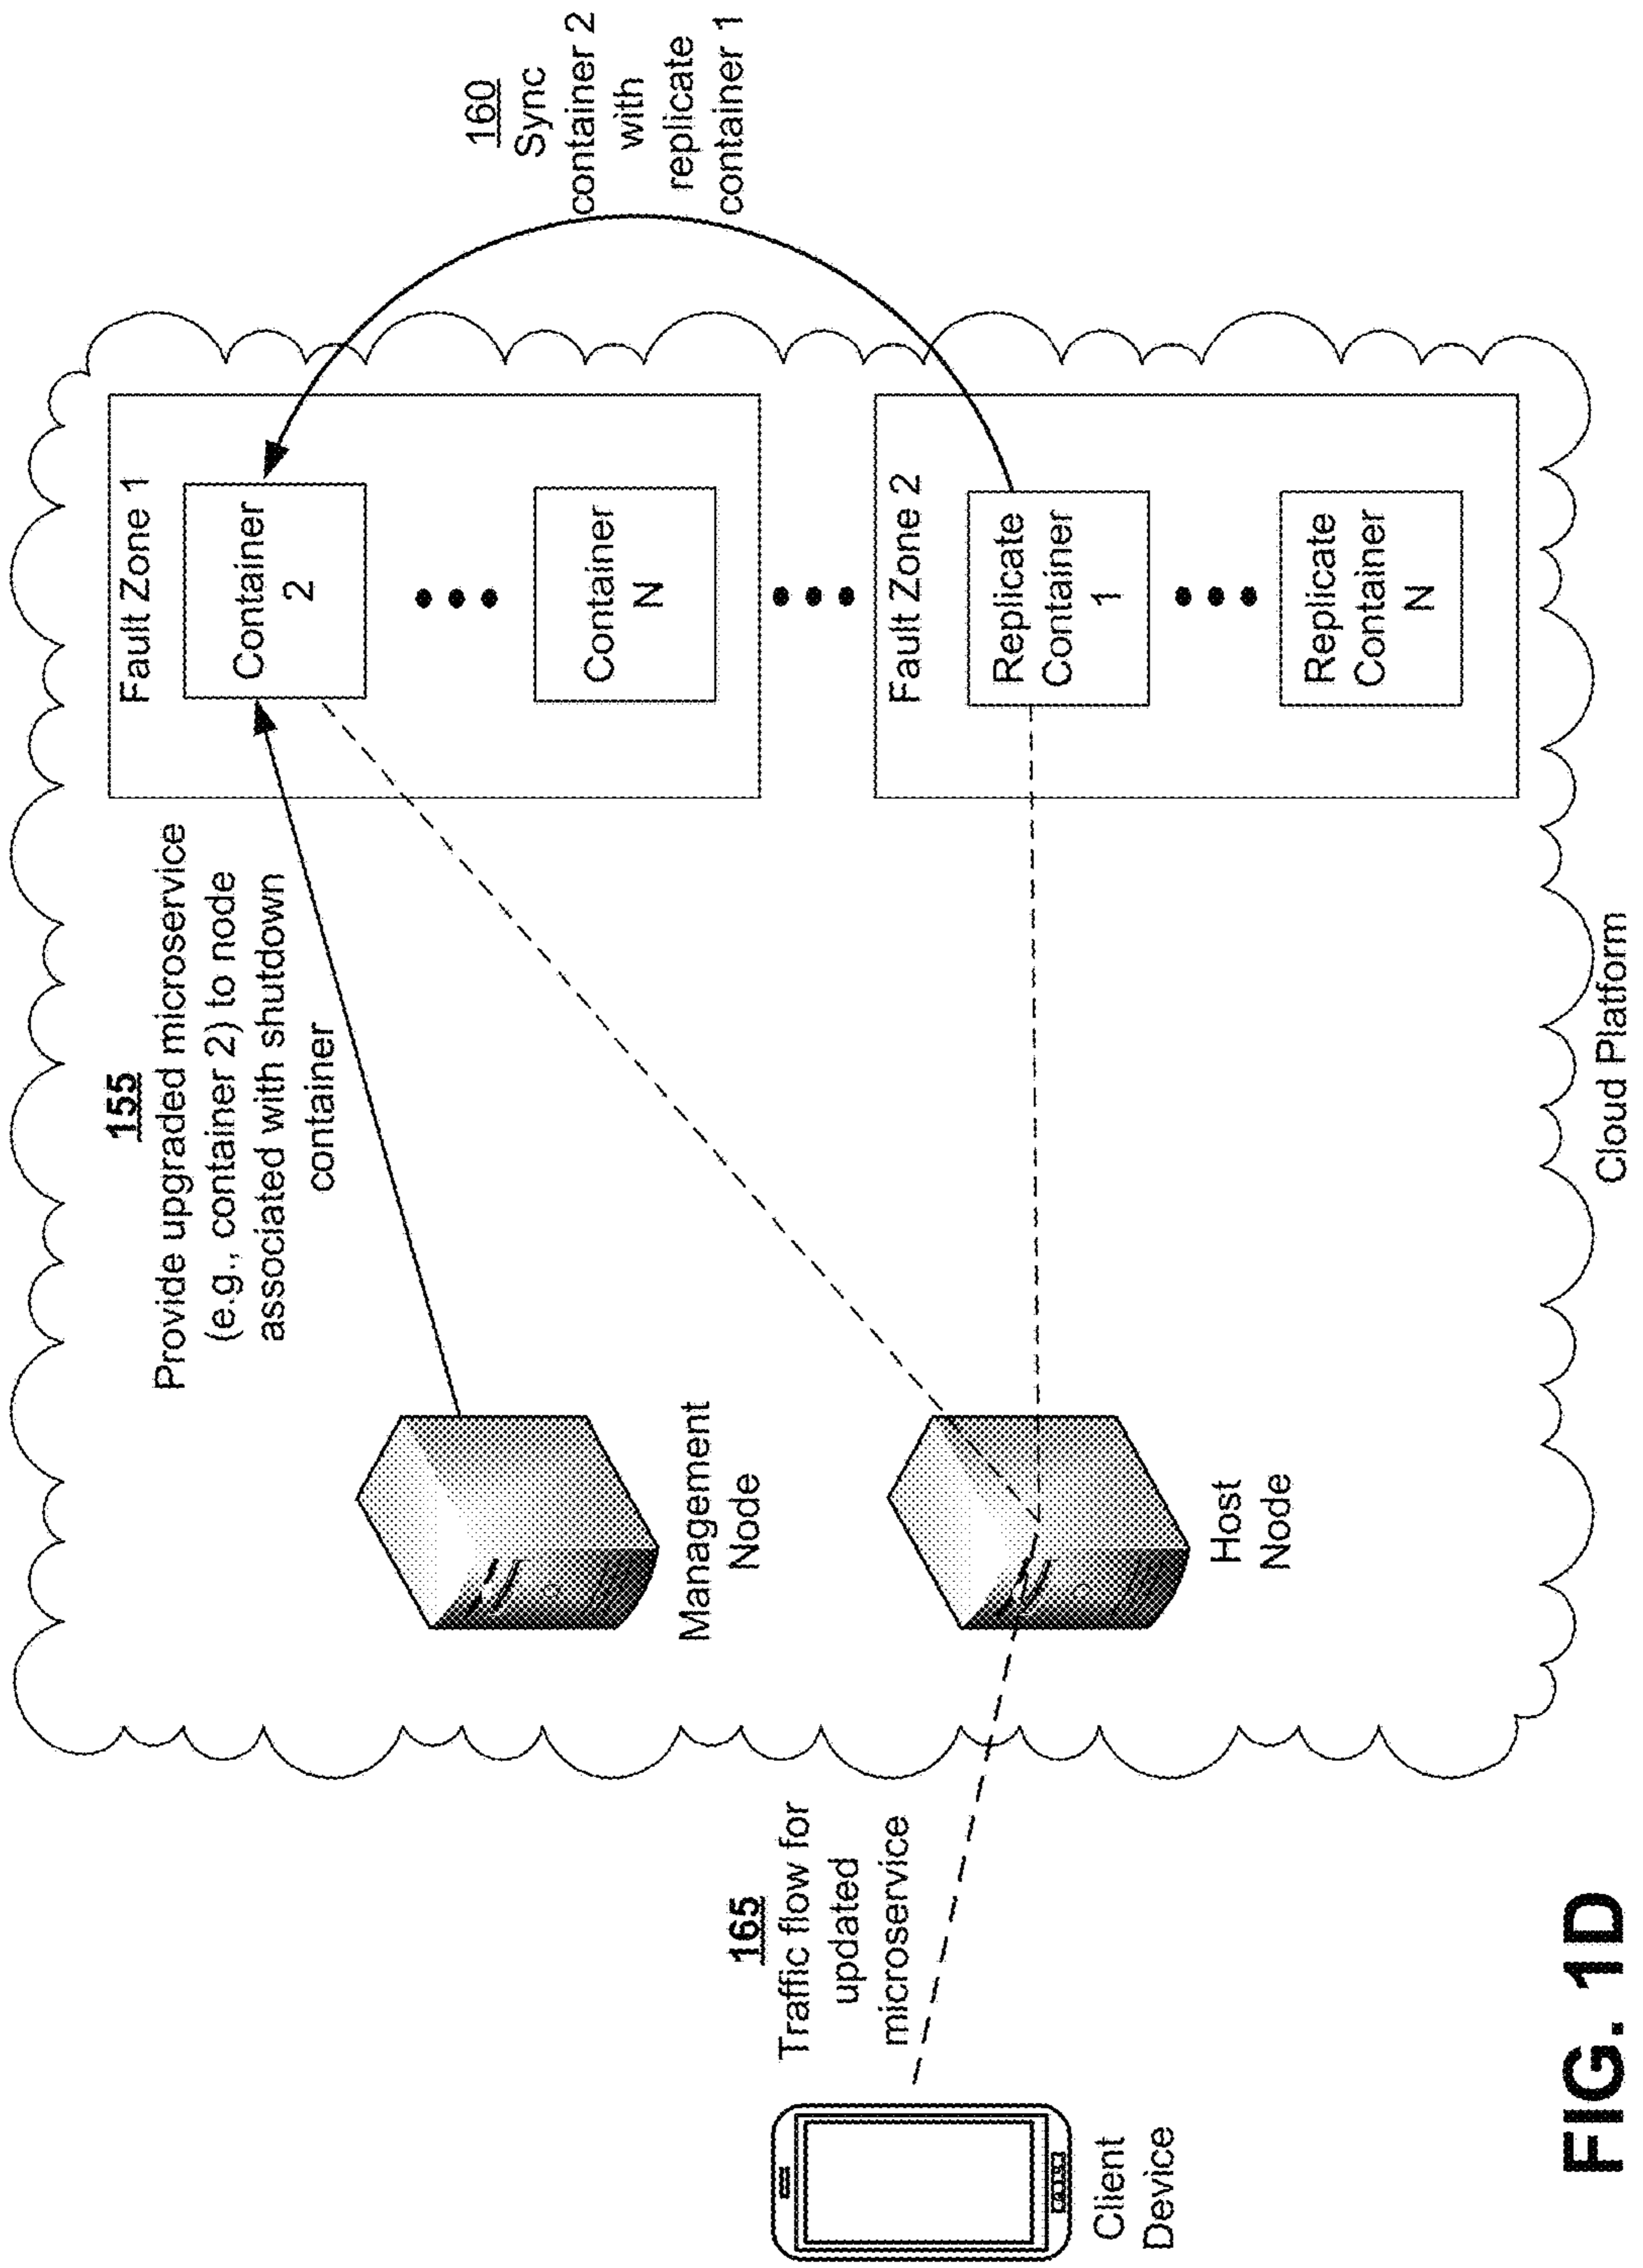 155
Provide upgraded microservice
(e.g., container 2) to node
associated with shutdown
container
Fault Zone 1
Container
2
Container
N
160
Sync
container 2
with
replicate
container 1
Management
Node
165
Traffic flow for
updated
microservice
Client
Device
Host
Node
Fault Zone 2
Replicate
Container
1
Replicate
Container
N
Cloud Platform
FIG. 1D